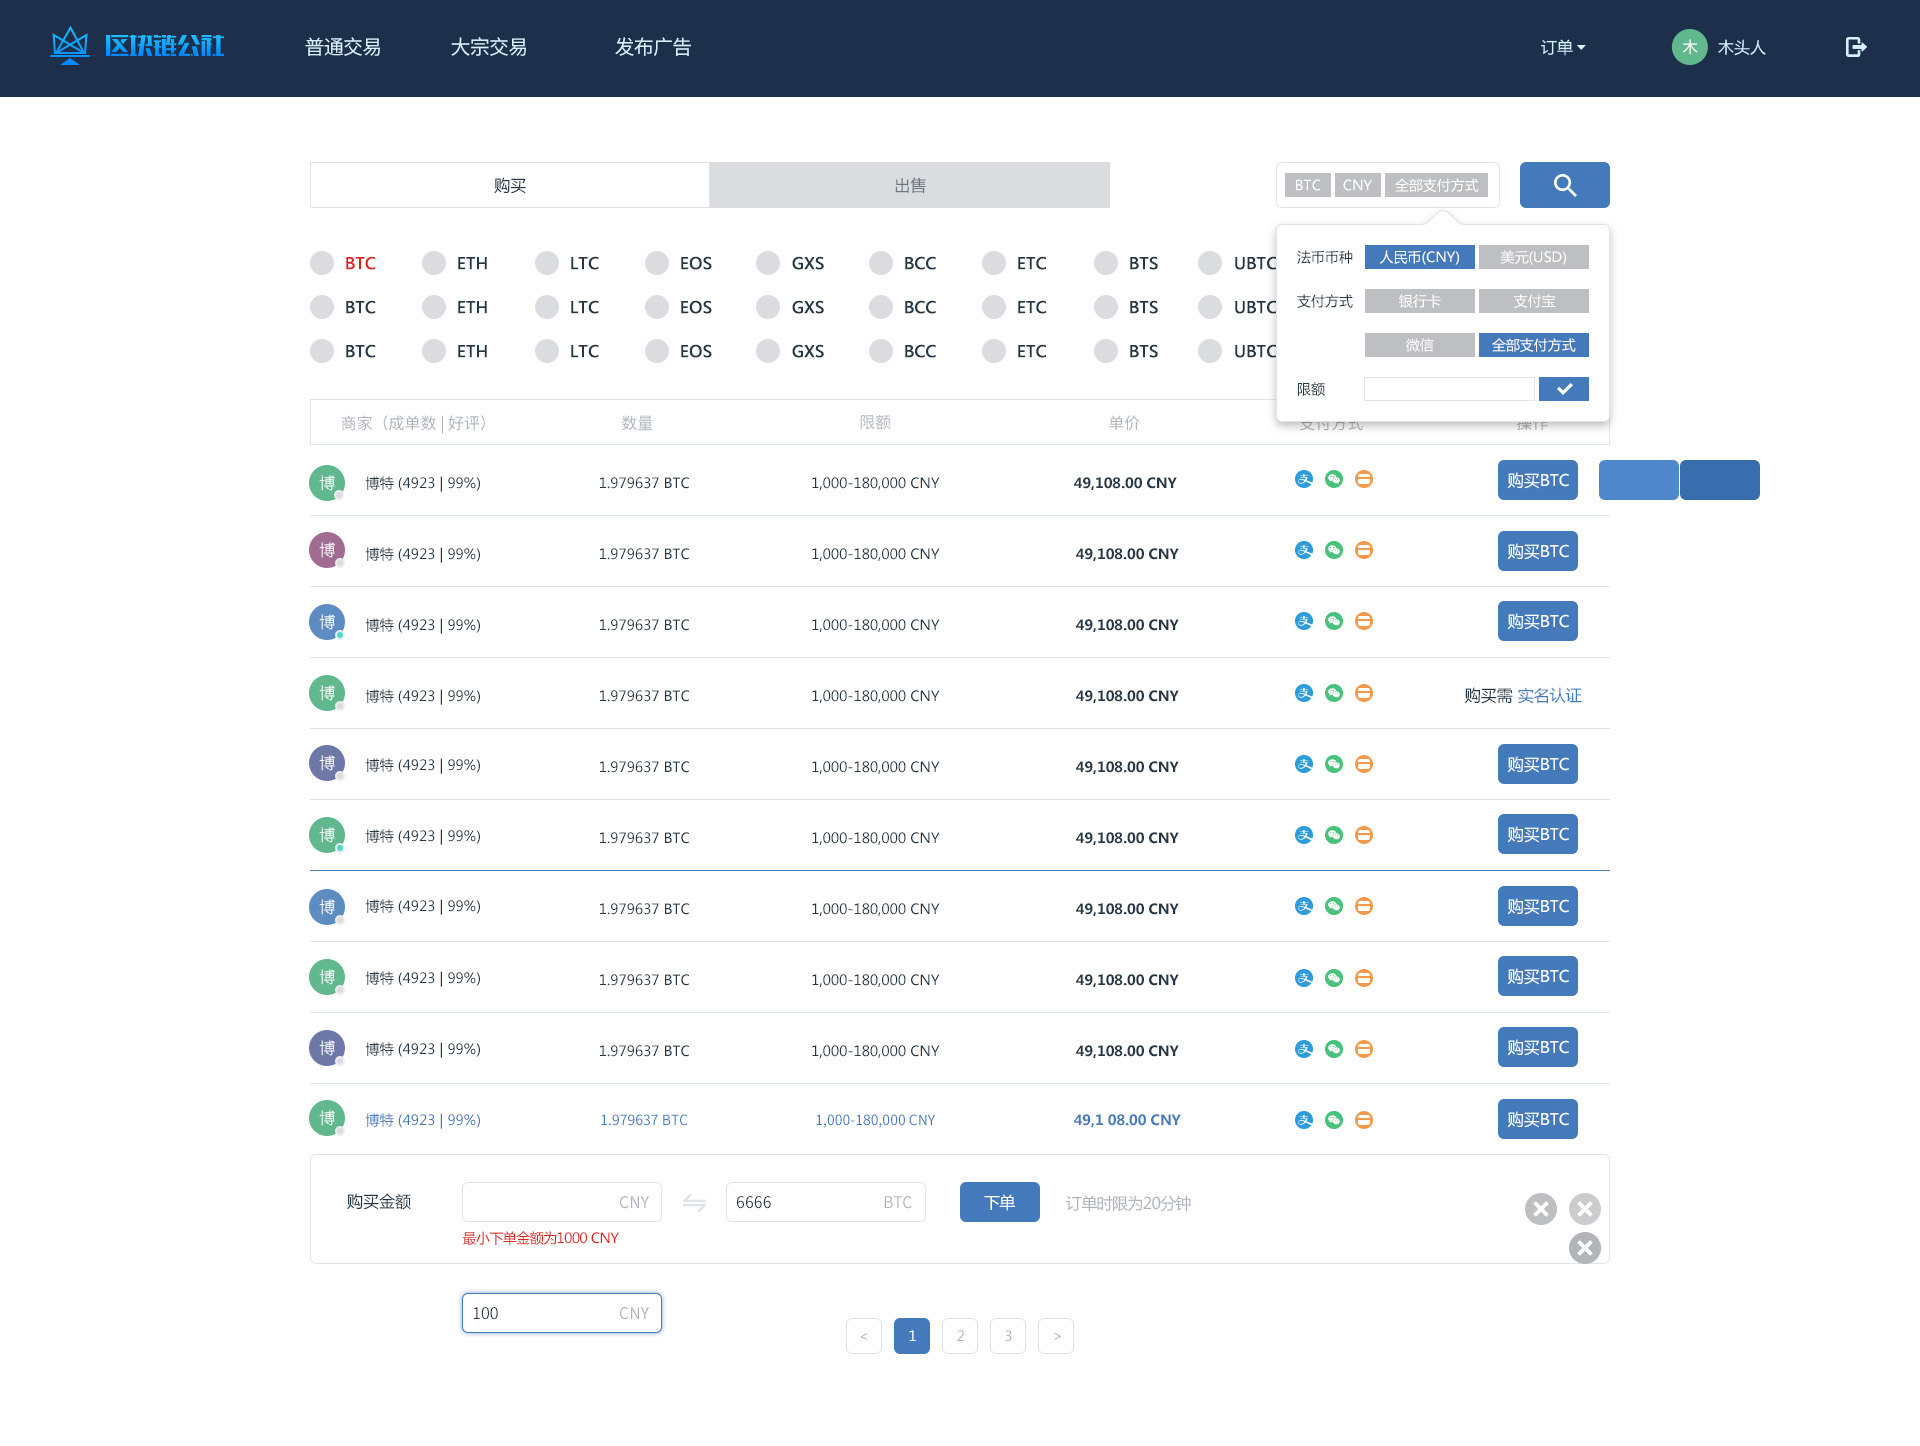 区块链公社 普通交易 大宗交易 发布广告 订单 木 木头人
购买 出售 BTC CNY 全部支付方式
法币币种 人民币(CNY) 美元(USD)
支付方式 银行卡 支付宝
微信 全部支付方式
限额
BTC ETH LTC EOS GXS BCC ETC BTS UBTC
BTC ETH LTC EOS GXS BCC ETC BTS UBTC
BTC ETH LTC EOS GXS BCC ETC BTS UBTC
商家（成单数 | 好评） 数量 限额 单价 支付方式 操作
博 博特 (4923 | 99%) 1.979637 BTC 1,000-180,000 CNY 49,108.00 CNY 支 购买BTC
博 博特 (4923 | 99%) 1.979637 BTC 1,000-180,000 CNY 49,108.00 CNY 支 购买BTC
博 博特 (4923 | 99%) 1.979637 BTC 1,000-180,000 CNY 49,108.00 CNY 支 购买BTC
博 博特 (4923 | 99%) 1.979637 BTC 1,000-180,000 CNY 49,108.00 CNY 支 购买需 实名认证
博 博特 (4923 | 99%) 1.979637 BTC 1,000-180,000 CNY 49,108.00 CNY 支 购买BTC
博 博特 (4923 | 99%) 1.979637 BTC 1,000-180,000 CNY 49,108.00 CNY 支 购买BTC
博 博特 (4923 | 99%) 1.979637 BTC 1,000-180,000 CNY 49,108.00 CNY 支 购买BTC
博 博特 (4923 | 99%) 1.979637 BTC 1,000-180,000 CNY 49,108.00 CNY 支 购买BTC
博 博特 (4923 | 99%) 1.979637 BTC 1,000-180,000 CNY 49,108.00 CNY 支 购买BTC
博 博特 (4923 | 99%) 1.979637 BTC 1,000-180,000 CNY 49,1 08.00 CNY 支 购买BTC
购买金额 CNY 6666 BTC 下单 订单时限为20分钟
最小下单金额为1000 CNY
100 CNY
< 1 2 3 >